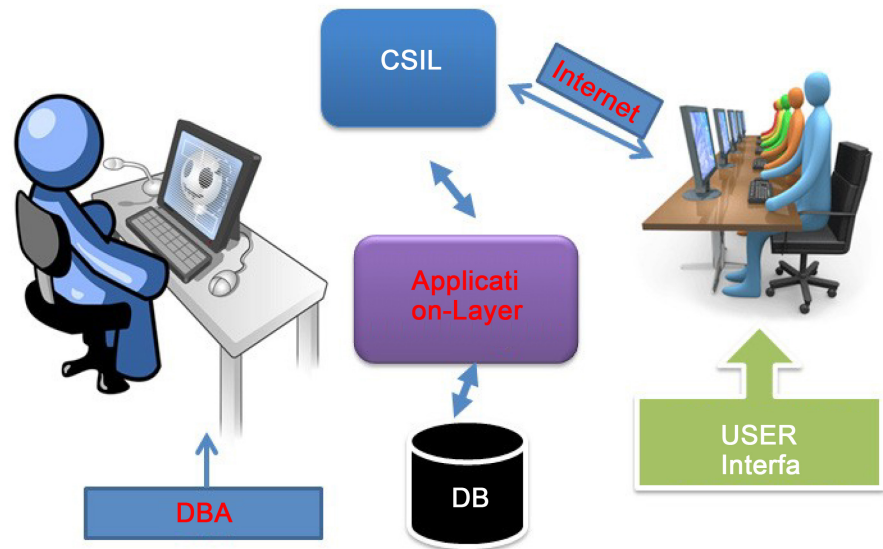 CSIL
Internet
Applicati
on-Layer
USER
Interfa
DBA
DB